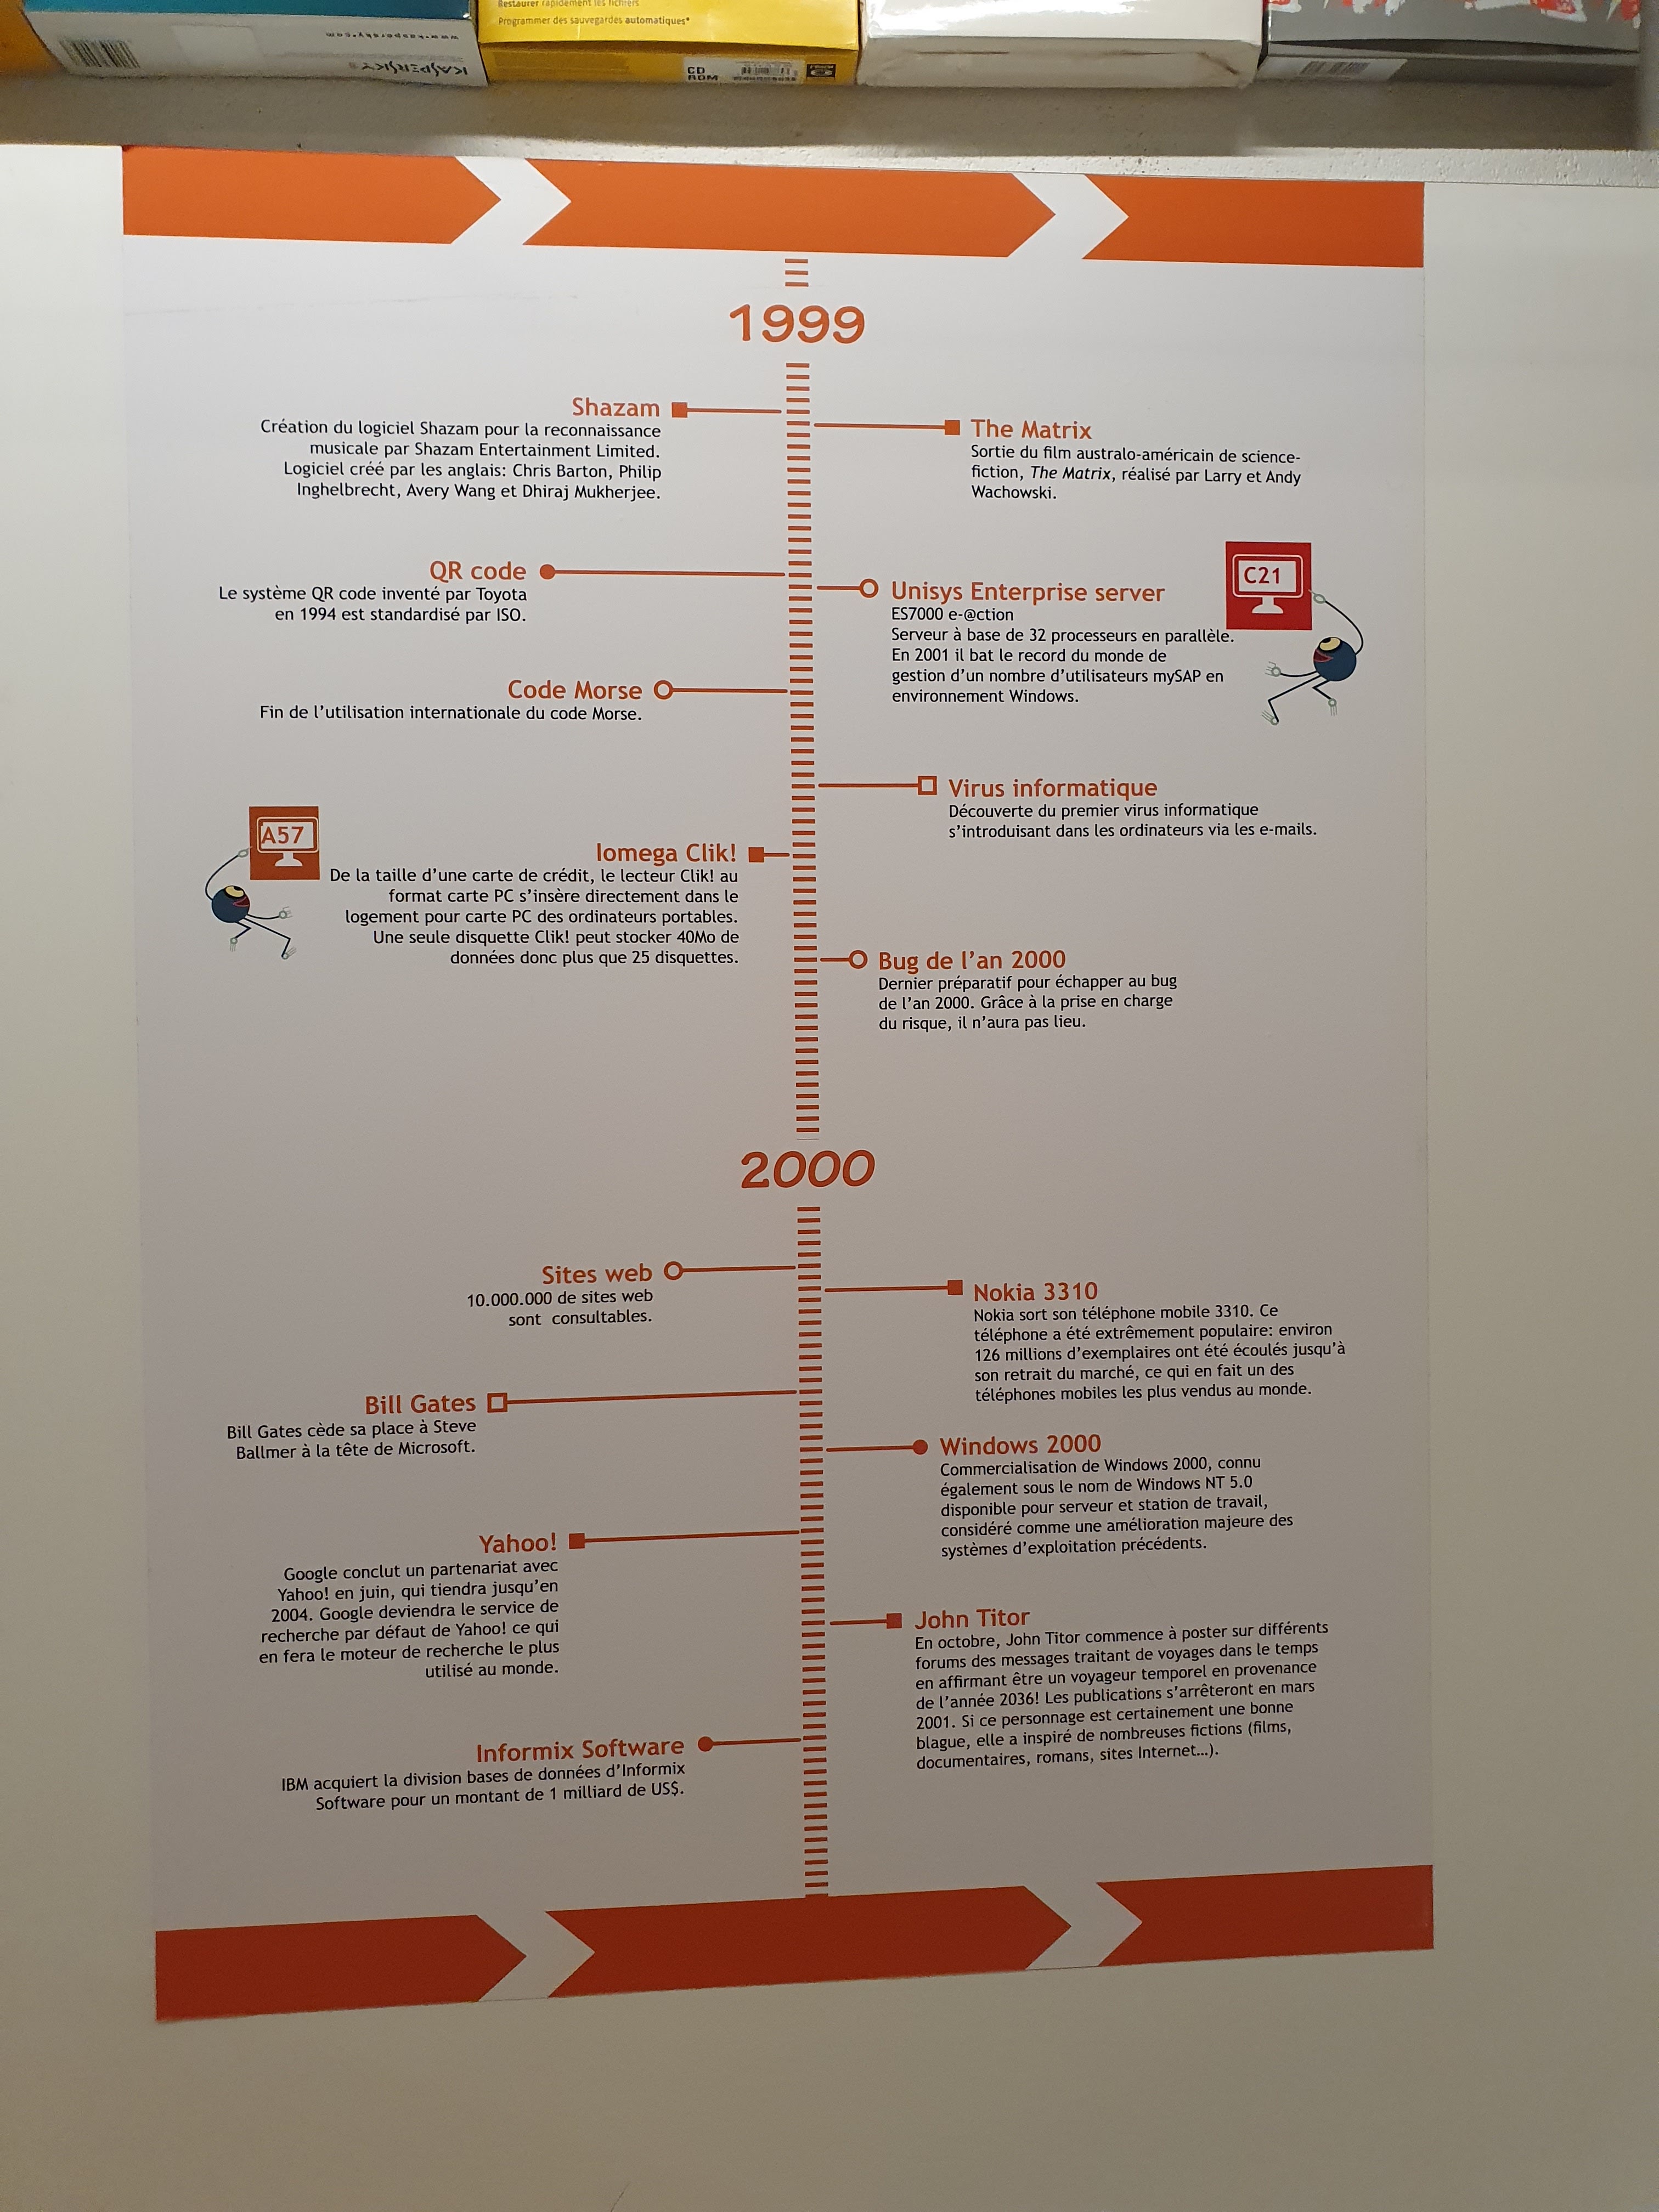 Restaurer rapidement les fichiers
Programmer des sauvegardes automatiques*
www.kaspersky.com
KASPERSKY
CD
ROM
1999
Shazam
Création du logiciel Shazam pour la reconnaissance
musicale par Shazam Entertainment Limited.
Logiciel créé par les anglais: Chris Barton, Philip
Inghelbrecht, Avery Wang et Dhiraj Mukherjee.
The Matrix
Sortie du film australo-américain de science-
fiction, The Matrix, réalisé par Larry et Andy
Wachowski.
QR code
Le système QR code inventé par Toyota
en 1994 est standardisé par ISO.
Unisys Enterprise server
ES7000 e-@ction
Serveur à base de 32 processeurs en parallèle.
En 2001 il bat le record du monde de
gestion d'un nombre d'utilisateurs mySAP en
environnement Windows.
C21
Code Morse
Fin de l'utilisation internationale du code Morse.
Virus informatique
Découverte du premier virus informatique
s'introduisant dans les ordinateurs via les e-mails.
A57
Iomega Clik!
De la taille d'une carte de crédit, le lecteur Clik! au
format carte PC s'insère directement dans le
logement pour carte PC des ordinateurs portables.
Une seule disquette Clik! peut stocker 40Mo de
données donc plus que 25 disquettes.
Bug de l'an 2000
Dernier préparatif pour échapper au bug
de l'an 2000. Grâce à la prise en charge
du risque, il n'aura pas lieu.
2000
Sites web
10.000.000 de sites web
sont consultables.
Nokia 3310
Nokia sort son téléphone mobile 3310. Ce
téléphone a été extrêmement populaire: environ
126 millions d'exemplaires ont été écoulés jusqu'à
son retrait du marché, ce qui en fait un des
téléphones mobiles les plus vendus au monde.
Bill Gates
Bill Gates cède sa place à Steve
Ballmer à la tête de Microsoft.
Windows 2000
Commercialisation de Windows 2000, connu
également sous le nom de Windows NT 5.0
disponible pour serveur et station de travail,
considéré comme une amélioration majeure des
systèmes d'exploitation précédents.
Yahoo!
Google conclut un partenariat avec
Yahoo! en juin, qui tiendra jusqu'en
2004. Google deviendra le service de
recherche par défaut de Yahoo! ce qui
en fera le moteur de recherche le plus
utilisé au monde.
John Titor
En octobre, John Titor commence à poster sur différents
forums des messages traitant de voyages dans le temps
en affirmant être un voyageur temporel en provenance
de l'année 2036! Les publications s'arrêteront en mars
2001. Si ce personnage est certainement une bonne
blague, elle a inspiré de nombreuses fictions (films,
documentaires, romans, sites Internet...).
Informix Software
IBM acquiert la division bases de données d'Informix
Software pour un montant de 1 milliard de US$.